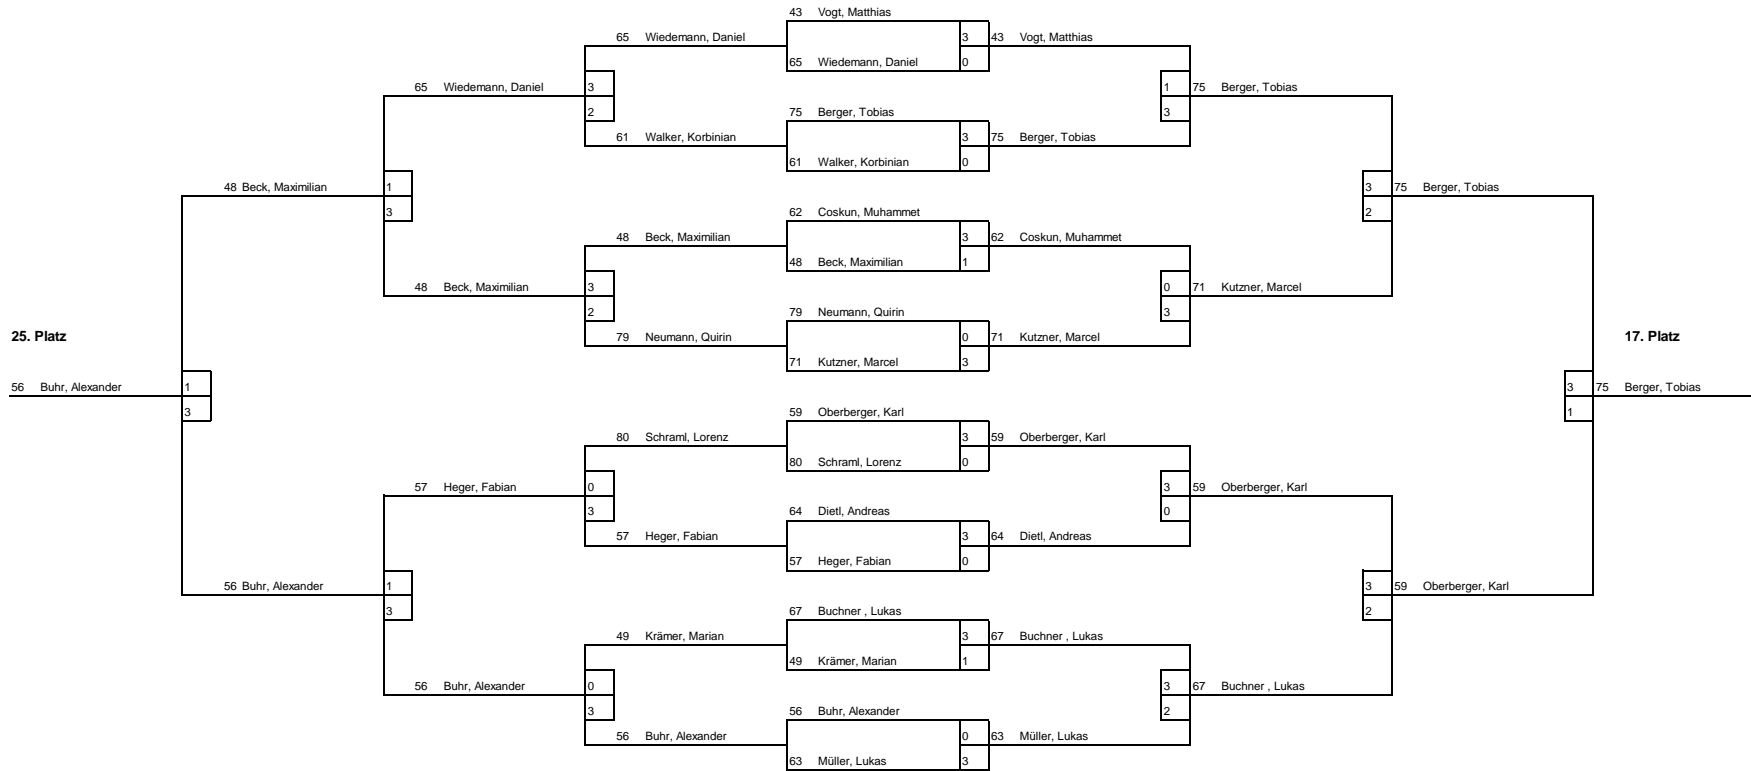 43 Vogt, Matthias
65 Wiedemann, Daniel 3 43 Vogt, Matthias
65 Wiedemann, Daniel 0
65 Wiedemann, Daniel 3 1 75 Berger, Tobias
2 75 Berger, Tobias 3
61 Walker, Korbinian 3 75 Berger, Tobias
61 Walker, Korbinian 0
48 Beck, Maximilian 1 3 75 Berger, Tobias
3 62 Coskun, Muhammet 2
48 Beck, Maximilian 3 62 Coskun, Muhammet
48 Beck, Maximilian 1
48 Beck, Maximilian 3 0 71 Kutzner, Marcel
2 79 Neumann, Quirin 3
25. Platz 79 Neumann, Quirin 0 71 Kutzner, Marcel 17. Platz
71 Kutzner, Marcel 3
56 Buhr, Alexander 1 3 75 Berger, Tobias
3 59 Oberberger, Karl 1
80 Schraml, Lorenz 3 59 Oberberger, Karl
80 Schraml, Lorenz 0
57 Heger, Fabian 0 3 59 Oberberger, Karl
3 64 Dietl, Andreas 0
57 Heger, Fabian 3 64 Dietl, Andreas
57 Heger, Fabian 0
56 Buhr, Alexander 1 3 59 Oberberger, Karl
3 67 Buchner , Lukas 2
49 Krämer, Marian 3 67 Buchner , Lukas
49 Krämer, Marian 1
56 Buhr, Alexander 0 3 67 Buchner , Lukas
3 56 Buhr, Alexander 2
56 Buhr, Alexander 0 63 Müller, Lukas
63 Müller, Lukas 3